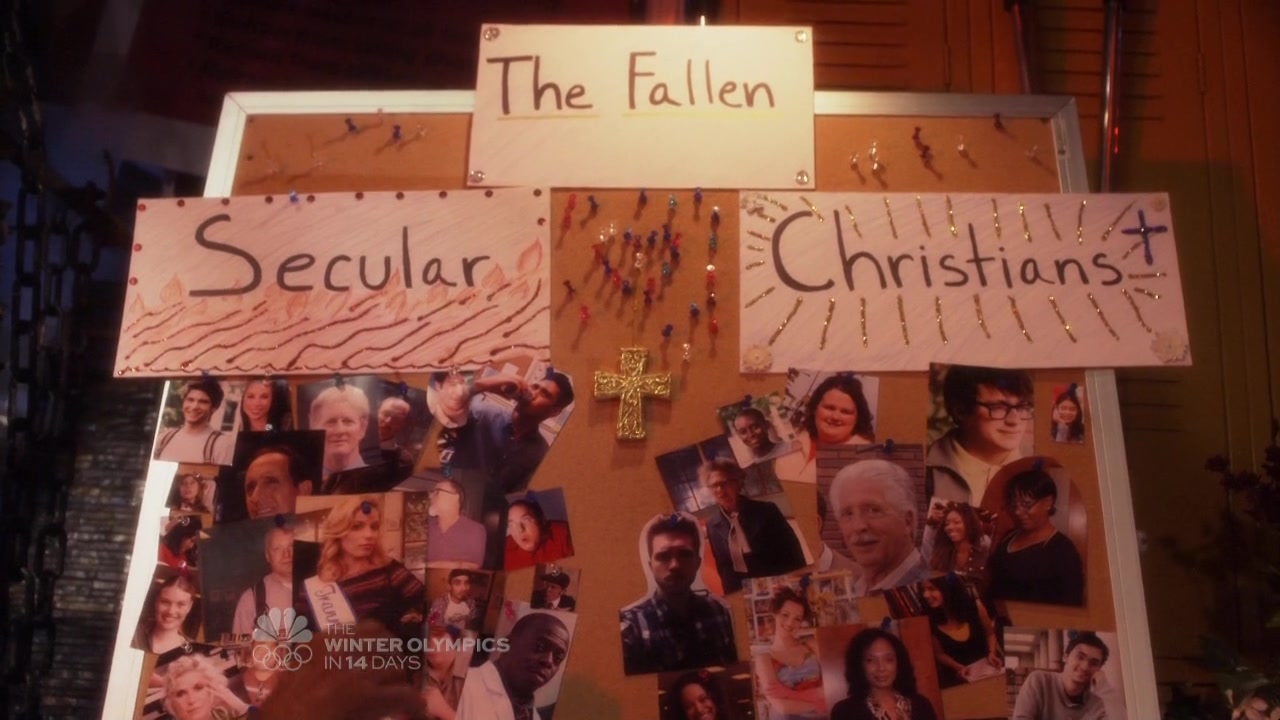 The Fallen
Secular
Christians
THE
WINTER OLYMPICS
IN 14 DAYS